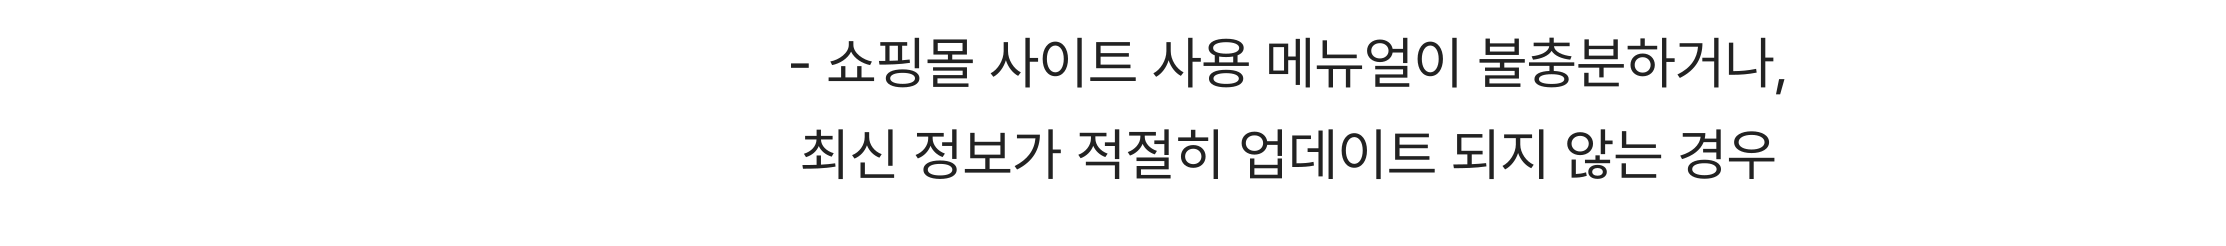 - 쇼핑몰 사이트 사용 메뉴얼이 불충분하거나,
최신 정보가 적절히 업데이트 되지 않는 경우